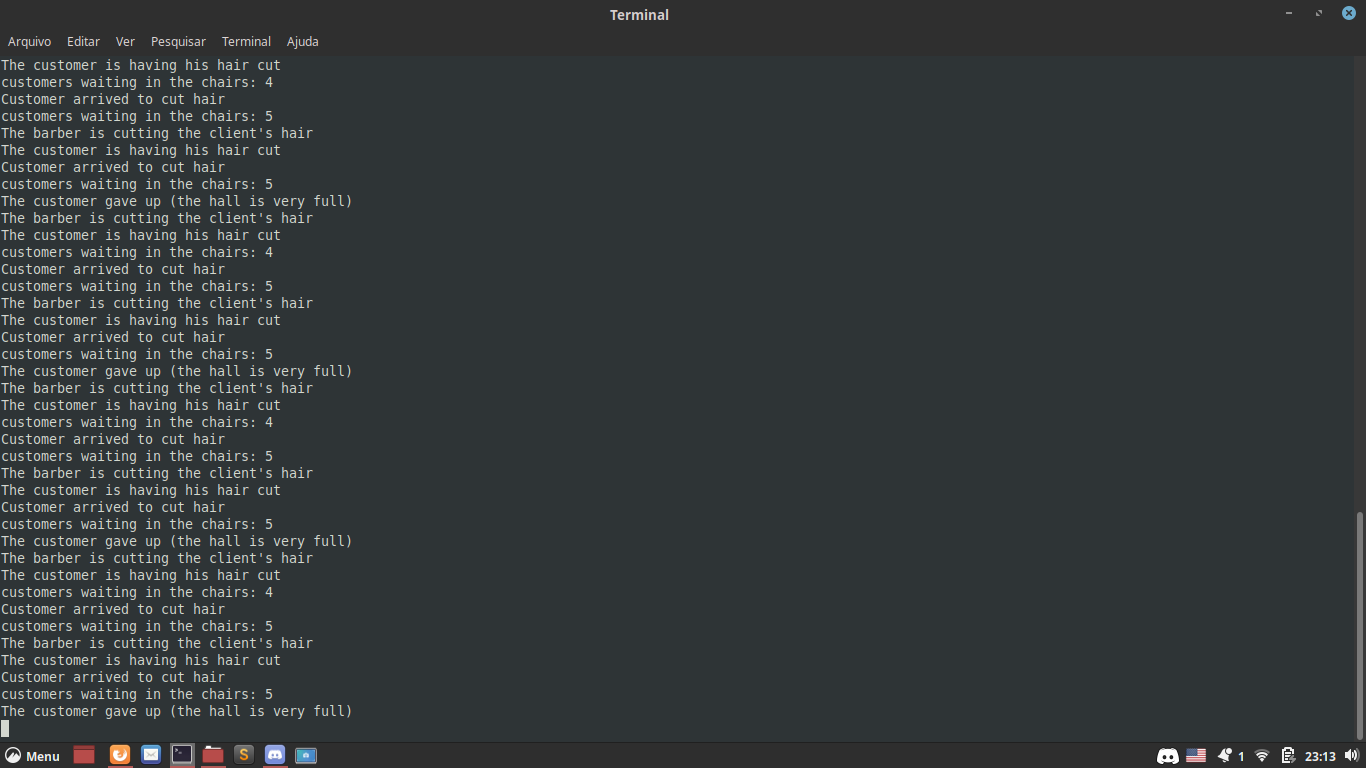 Terminal
Arquivo Editar Ver Pesquisar Terminal Ajuda
The customer is having his hair cut
customers waiting in the chairs: 4
Customer arrived to cut hair
customers waiting in the chairs: 5
The barber is cutting the client's hair
The customer is having his hair cut
Customer arrived to cut hair
customers waiting in the chairs: 5
The customer gave up (the hall is very full)
The barber is cutting the client's hair
The customer is having his hair cut
customers waiting in the chairs: 4
Customer arrived to cut hair
customers waiting in the chairs: 5
The barber is cutting the client's hair
The customer is having his hair cut
Customer arrived to cut hair
customers waiting in the chairs: 5
The customer gave up (the hall is very full)
The barber is cutting the client's hair
The customer is having his hair cut
customers waiting in the chairs: 4
Customer arrived to cut hair
customers waiting in the chairs: 5
The barber is cutting the client's hair
The customer is having his hair cut
Customer arrived to cut hair
customers waiting in the chairs: 5
The customer gave up (the hall is very full)
The barber is cutting the client's hair
The customer is having his hair cut
customers waiting in the chairs: 4
Customer arrived to cut hair
customers waiting in the chairs: 5
The barber is cutting the client's hair
The customer is having his hair cut
Customer arrived to cut hair
customers waiting in the chairs: 5
The customer gave up (the hall is very full)
Menu S 1 23:13